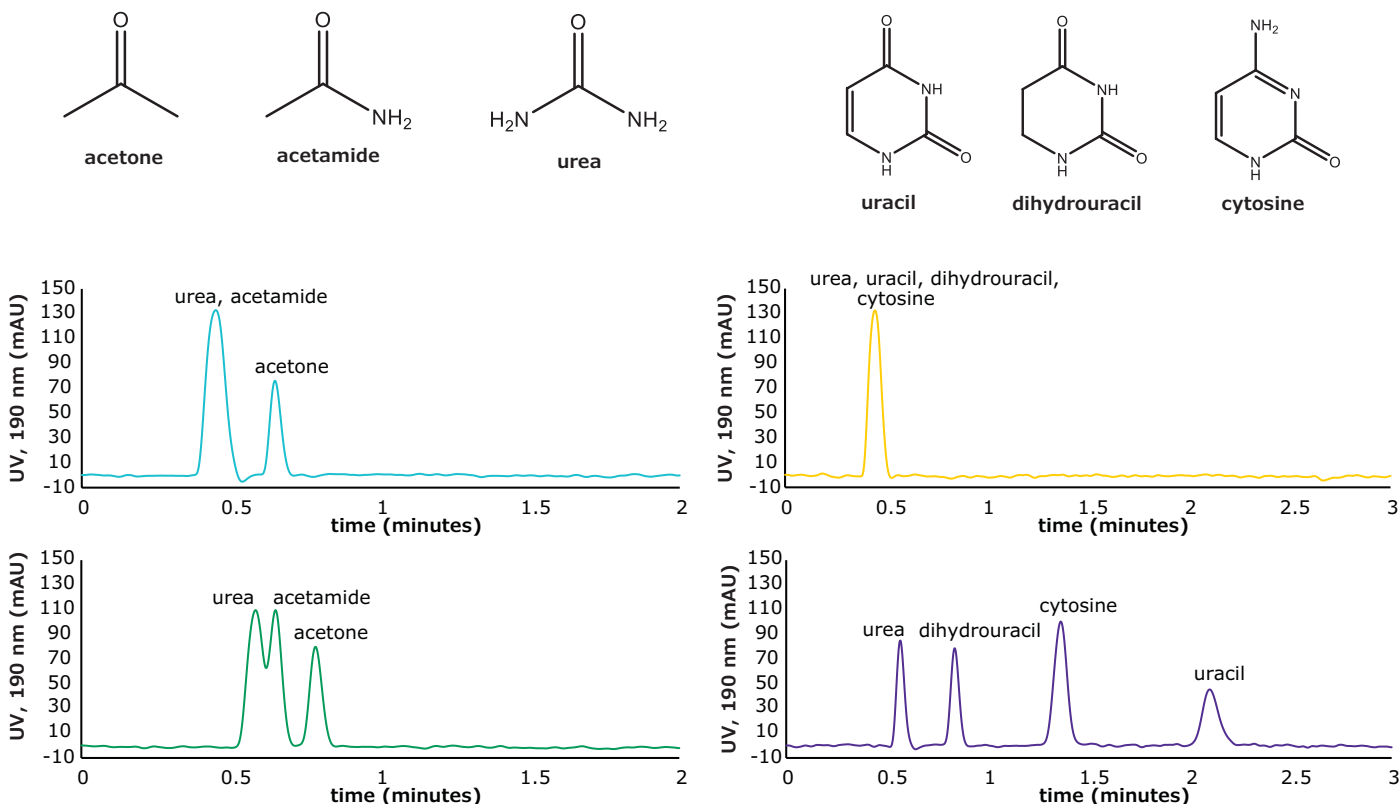 O
NH₂
acetone
acetamide
O
H₂N
NH₂
urea
O
NH
N
H
O
uracil
O
NH
N
H
O
dihydrouracil
NH₂
N
N
H
O
cytosine
O
UV, 190 nm (mAU)
150
130
110
90
70
50
30
10
-10
urea, acetamide
acetone
0
0.5
1
1.5
2
time (minutes)
UV, 190 nm (mAU)
150
130
110
90
70
50
30
10
-10
urea, uracil, dihydrouracil,
cytosine
0
0.5
1
1.5
2
2.5
3
time (minutes)
UV, 190 nm (mAU)
150
130
110
90
70
50
30
10
-10
urea
acetamide
acetone
0
0.5
1
1.5
2
time (minutes)
UV, 190 nm (mAU)
150
130
110
90
70
50
30
10
-10
urea
dihydrouracil
cytosine
uracil
0
0.5
1
1.5
2
2.5
3
time (minutes)